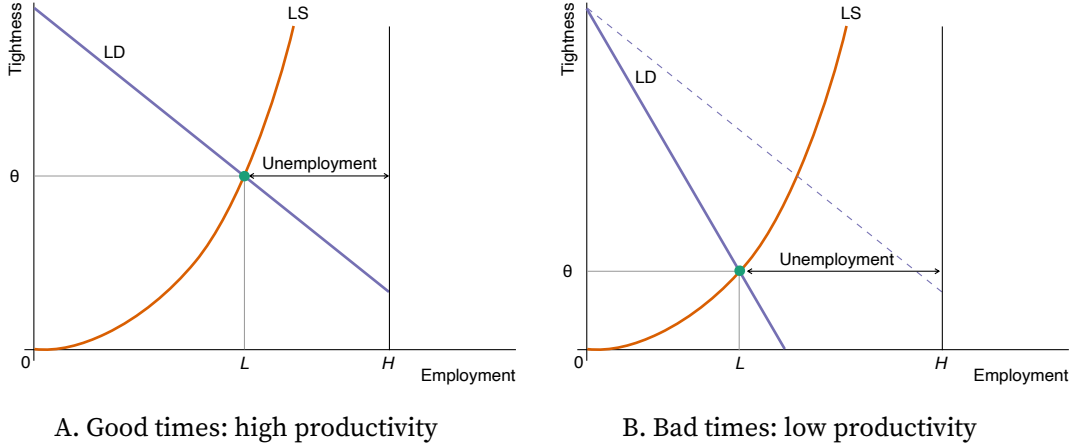 Tightness
LD
LS
Unemployment
θ
0
L
H
Employment
A. Good times: high productivity
Tightness
LD
LS
Unemployment
θ
0
L
H
Employment
B. Bad times: low productivity